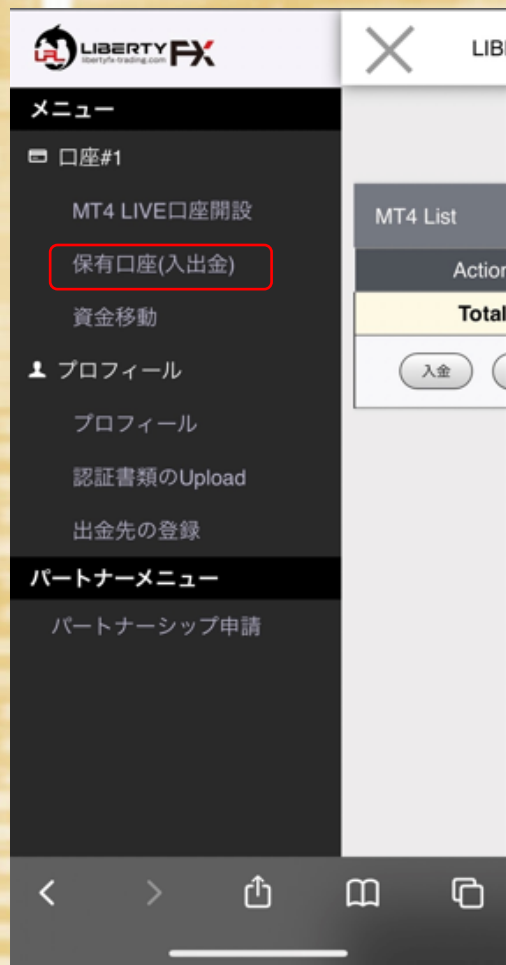 LIBERTY FX
libertyfx-trading.com
LIB
メニュー
口座#1
MT4 LIVE口座開設
MT4 List
保有口座(入出金)
Action
資金移動
Total
プロフィール
入金
プロフィール
認証書類のUpload
出金先の登録
パートナーメニュー
パートナーシップ申請